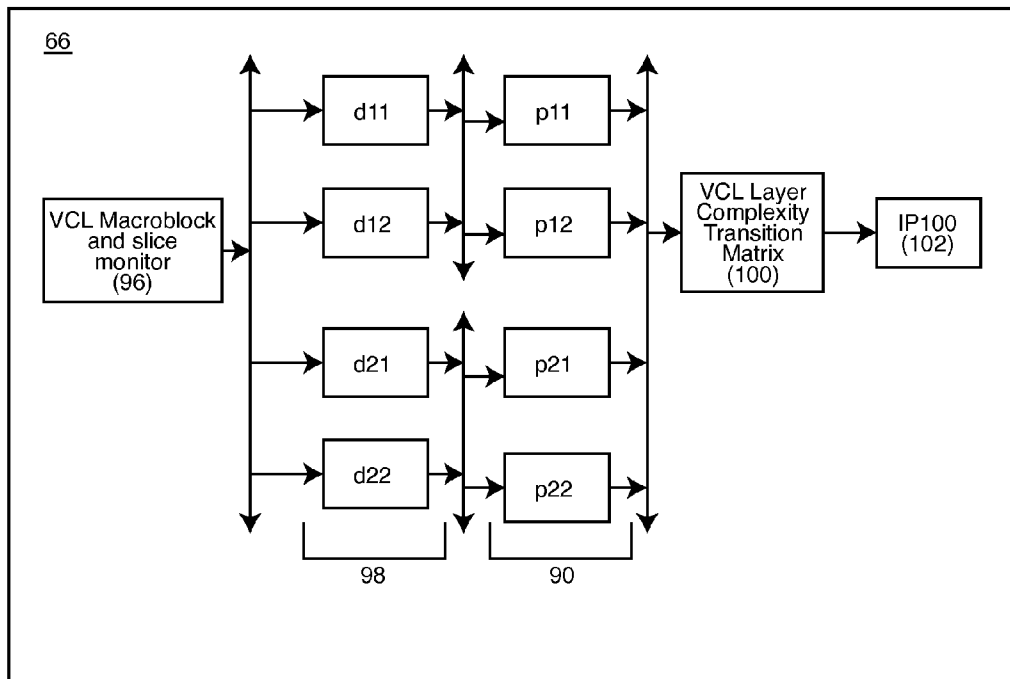 66
d11
p11
d12
p12
VCL Macroblock
and slice
monitor
(96)
VCL Layer
Complexity
Transition
Matrix
(100)
IP100
(102)
d21
p21
d22
p22
98
90